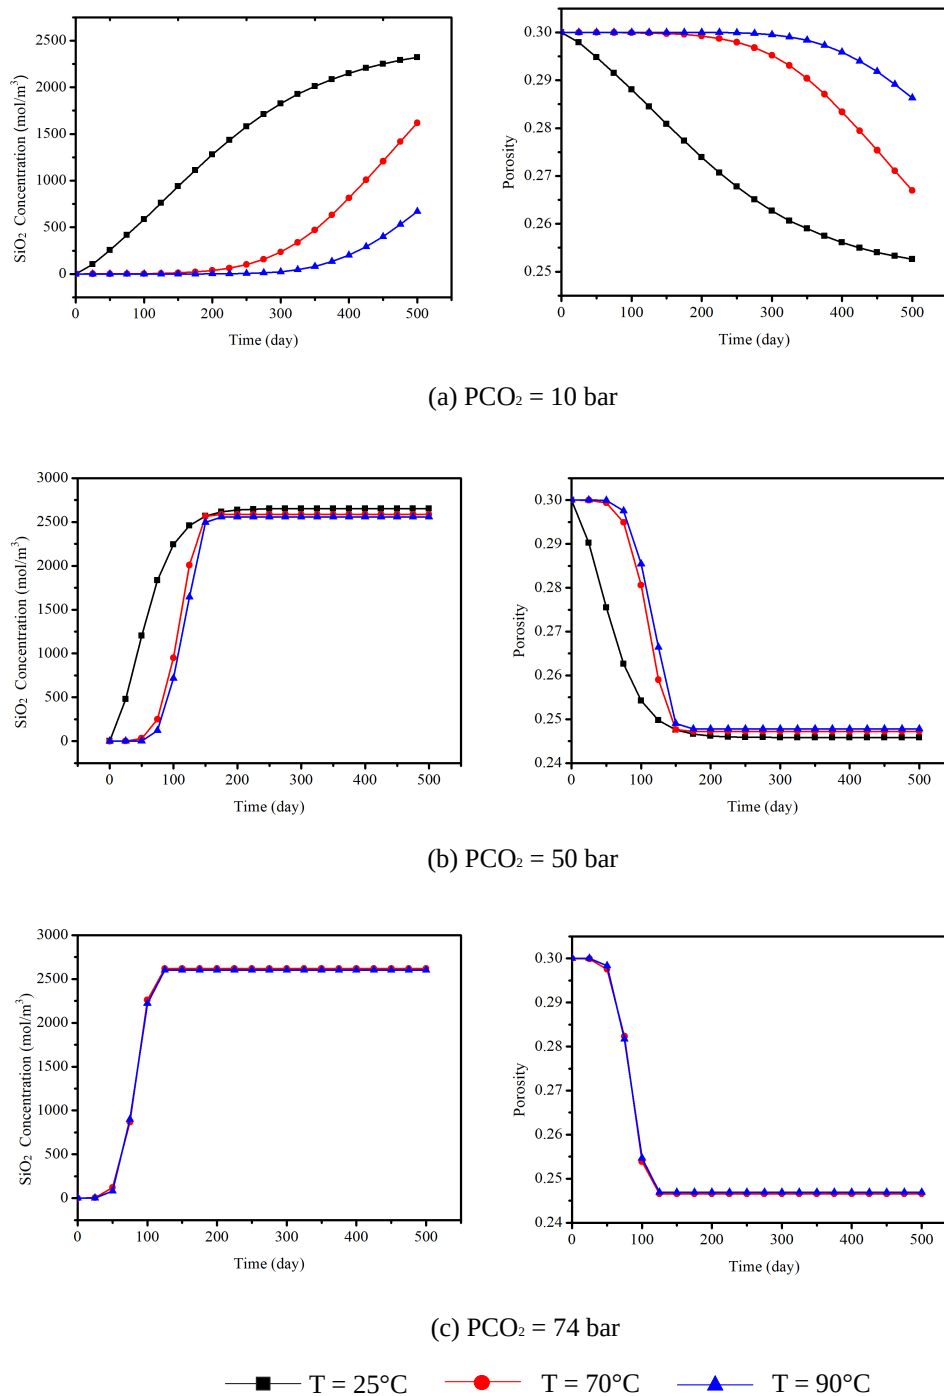 2500
2000
1500
1000
500
0
SiO₂ Concentration (mol/m³)
0 100 200 300 400 500
Time (day)
0.30
0.29
0.28
0.27
0.26
0.25
Porosity
0 100 200 300 400 500
Time (day)
(a) PCO₂ = 10 bar
3000
2500
2000
1500
1000
500
0
SiO₂ Concentration (mol/m³)
0 100 200 300 400 500
Time (day)
0.30
0.29
0.28
0.27
0.26
0.25
0.24
Porosity
0 100 200 300 400 500
Time (day)
(b) PCO₂ = 50 bar
3000
2500
2000
1500
1000
500
0
SiO₂ Concentration (mol/m³)
0 100 200 300 400 500
Time (day)
0.30
0.29
0.28
0.27
0.26
0.25
0.24
Porosity
0 100 200 300 400 500
Time (day)
(c) PCO₂ = 74 bar
T = 25°C T = 70°C T = 90°C